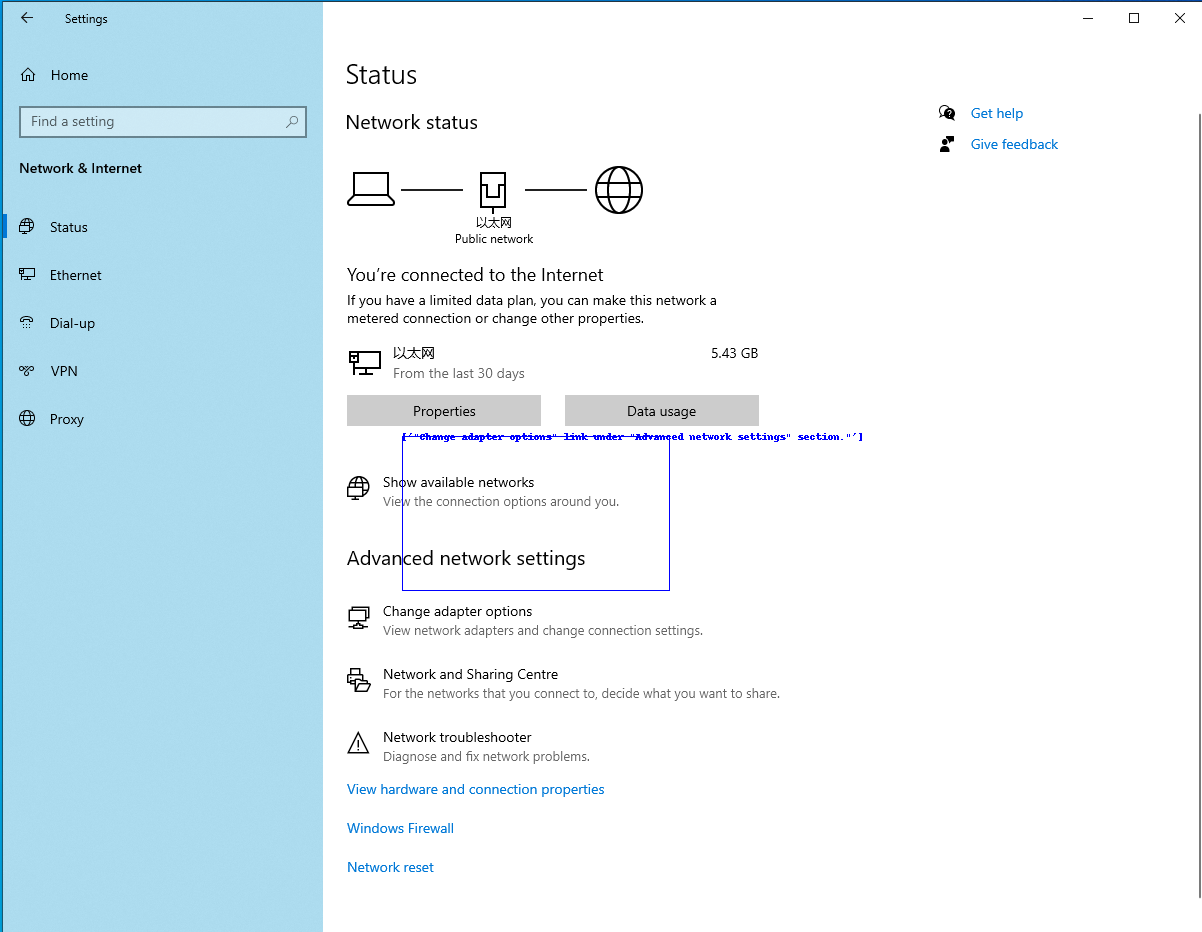 Settings
Home
Find a setting
Network & Internet
Status
Ethernet
Dial-up
VPN
Proxy
Status
Network status
以太网
Public network
You're connected to the Internet
If you have a limited data plan, you can make this network a
metered connection or change other properties.
以太网
5.43 GB
From the last 30 days
Properties
Data usage
['"Change adapter options" link under "Advanced network settings" section."']
Show available networks
View the connection options around you.
Advanced network settings
Change adapter options
View network adapters and change connection settings.
Network and Sharing Centre
For the networks that you connect to, decide what you want to share.
Network troubleshooter
Diagnose and fix network problems.
View hardware and connection properties
Windows Firewall
Network reset
Get help
Give feedback